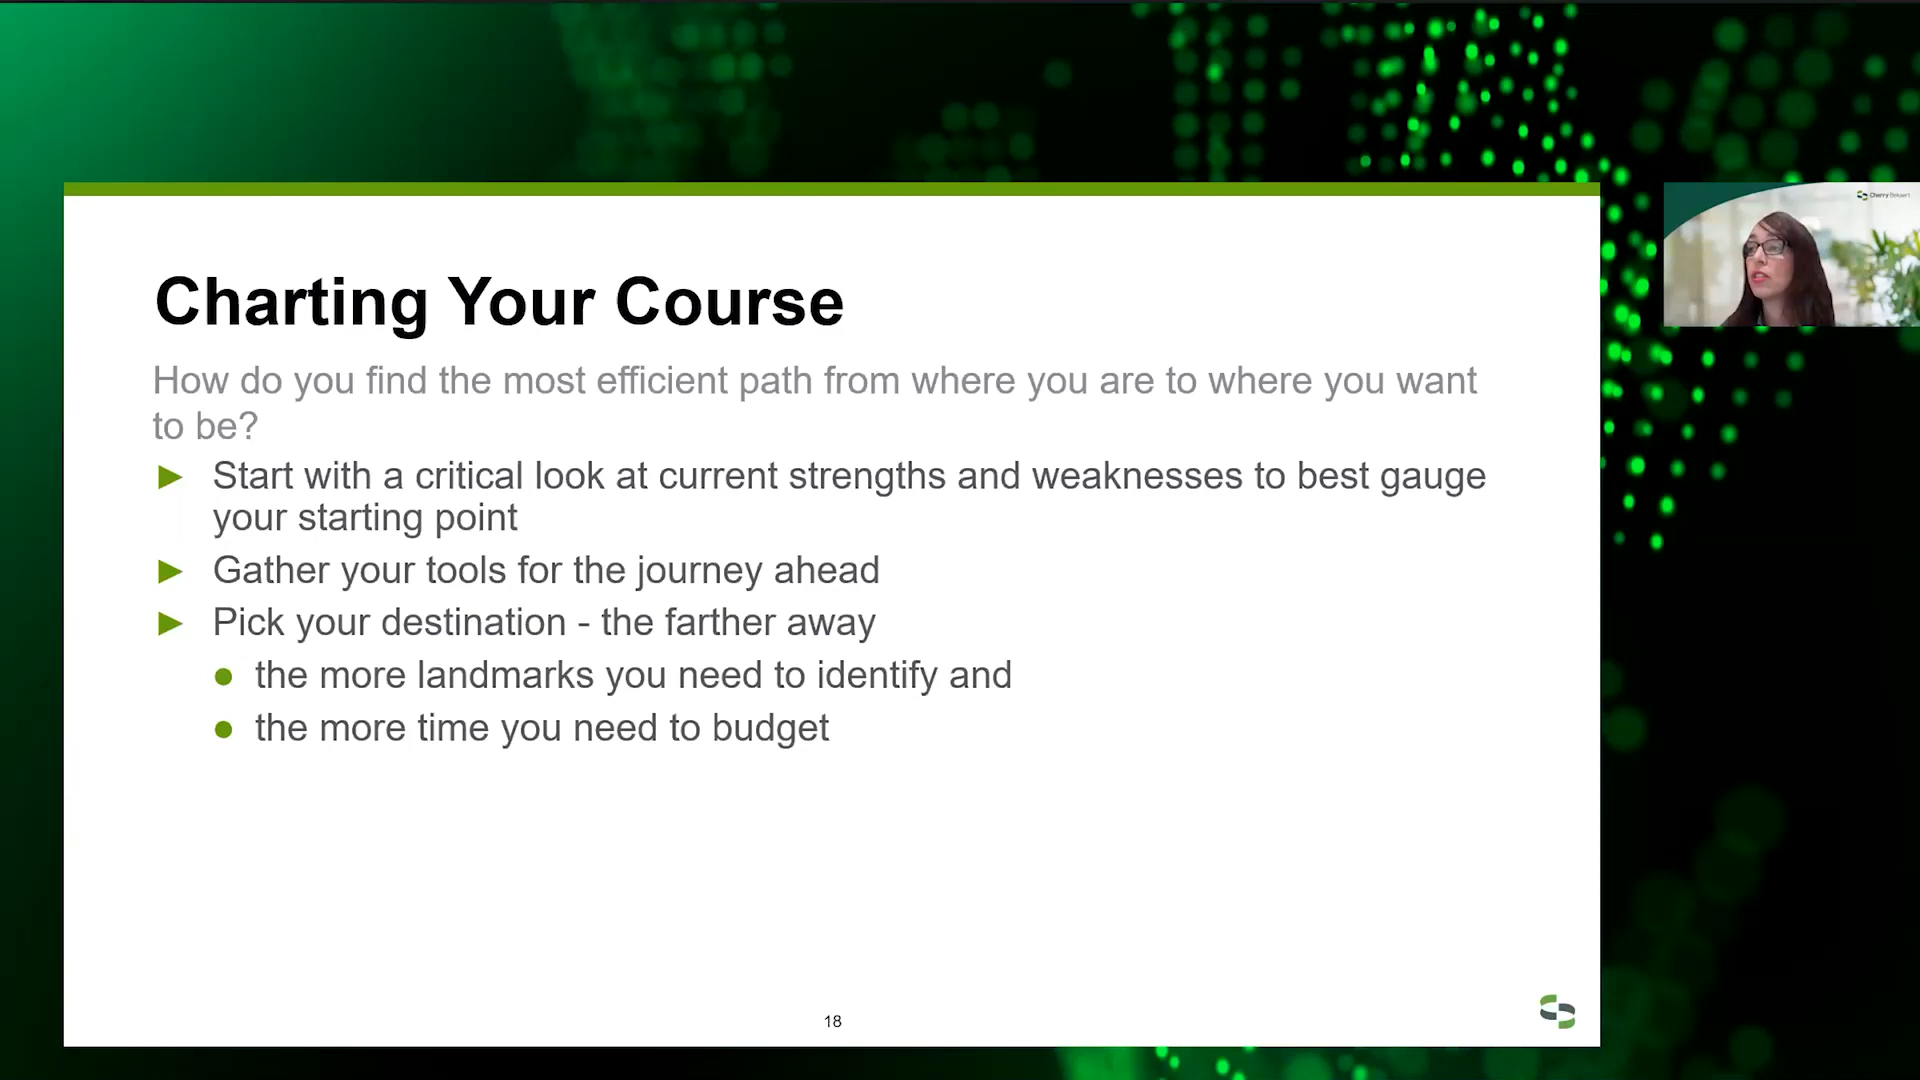 Cherry Bekaert
Charting Your Course
How do you find the most efficient path from where you are to where you want
to be?
► Start with a critical look at current strengths and weaknesses to best gauge
your starting point
► Gather your tools for the journey ahead
► Pick your destination - the farther away
● the more landmarks you need to identify and
● the more time you need to budget
18